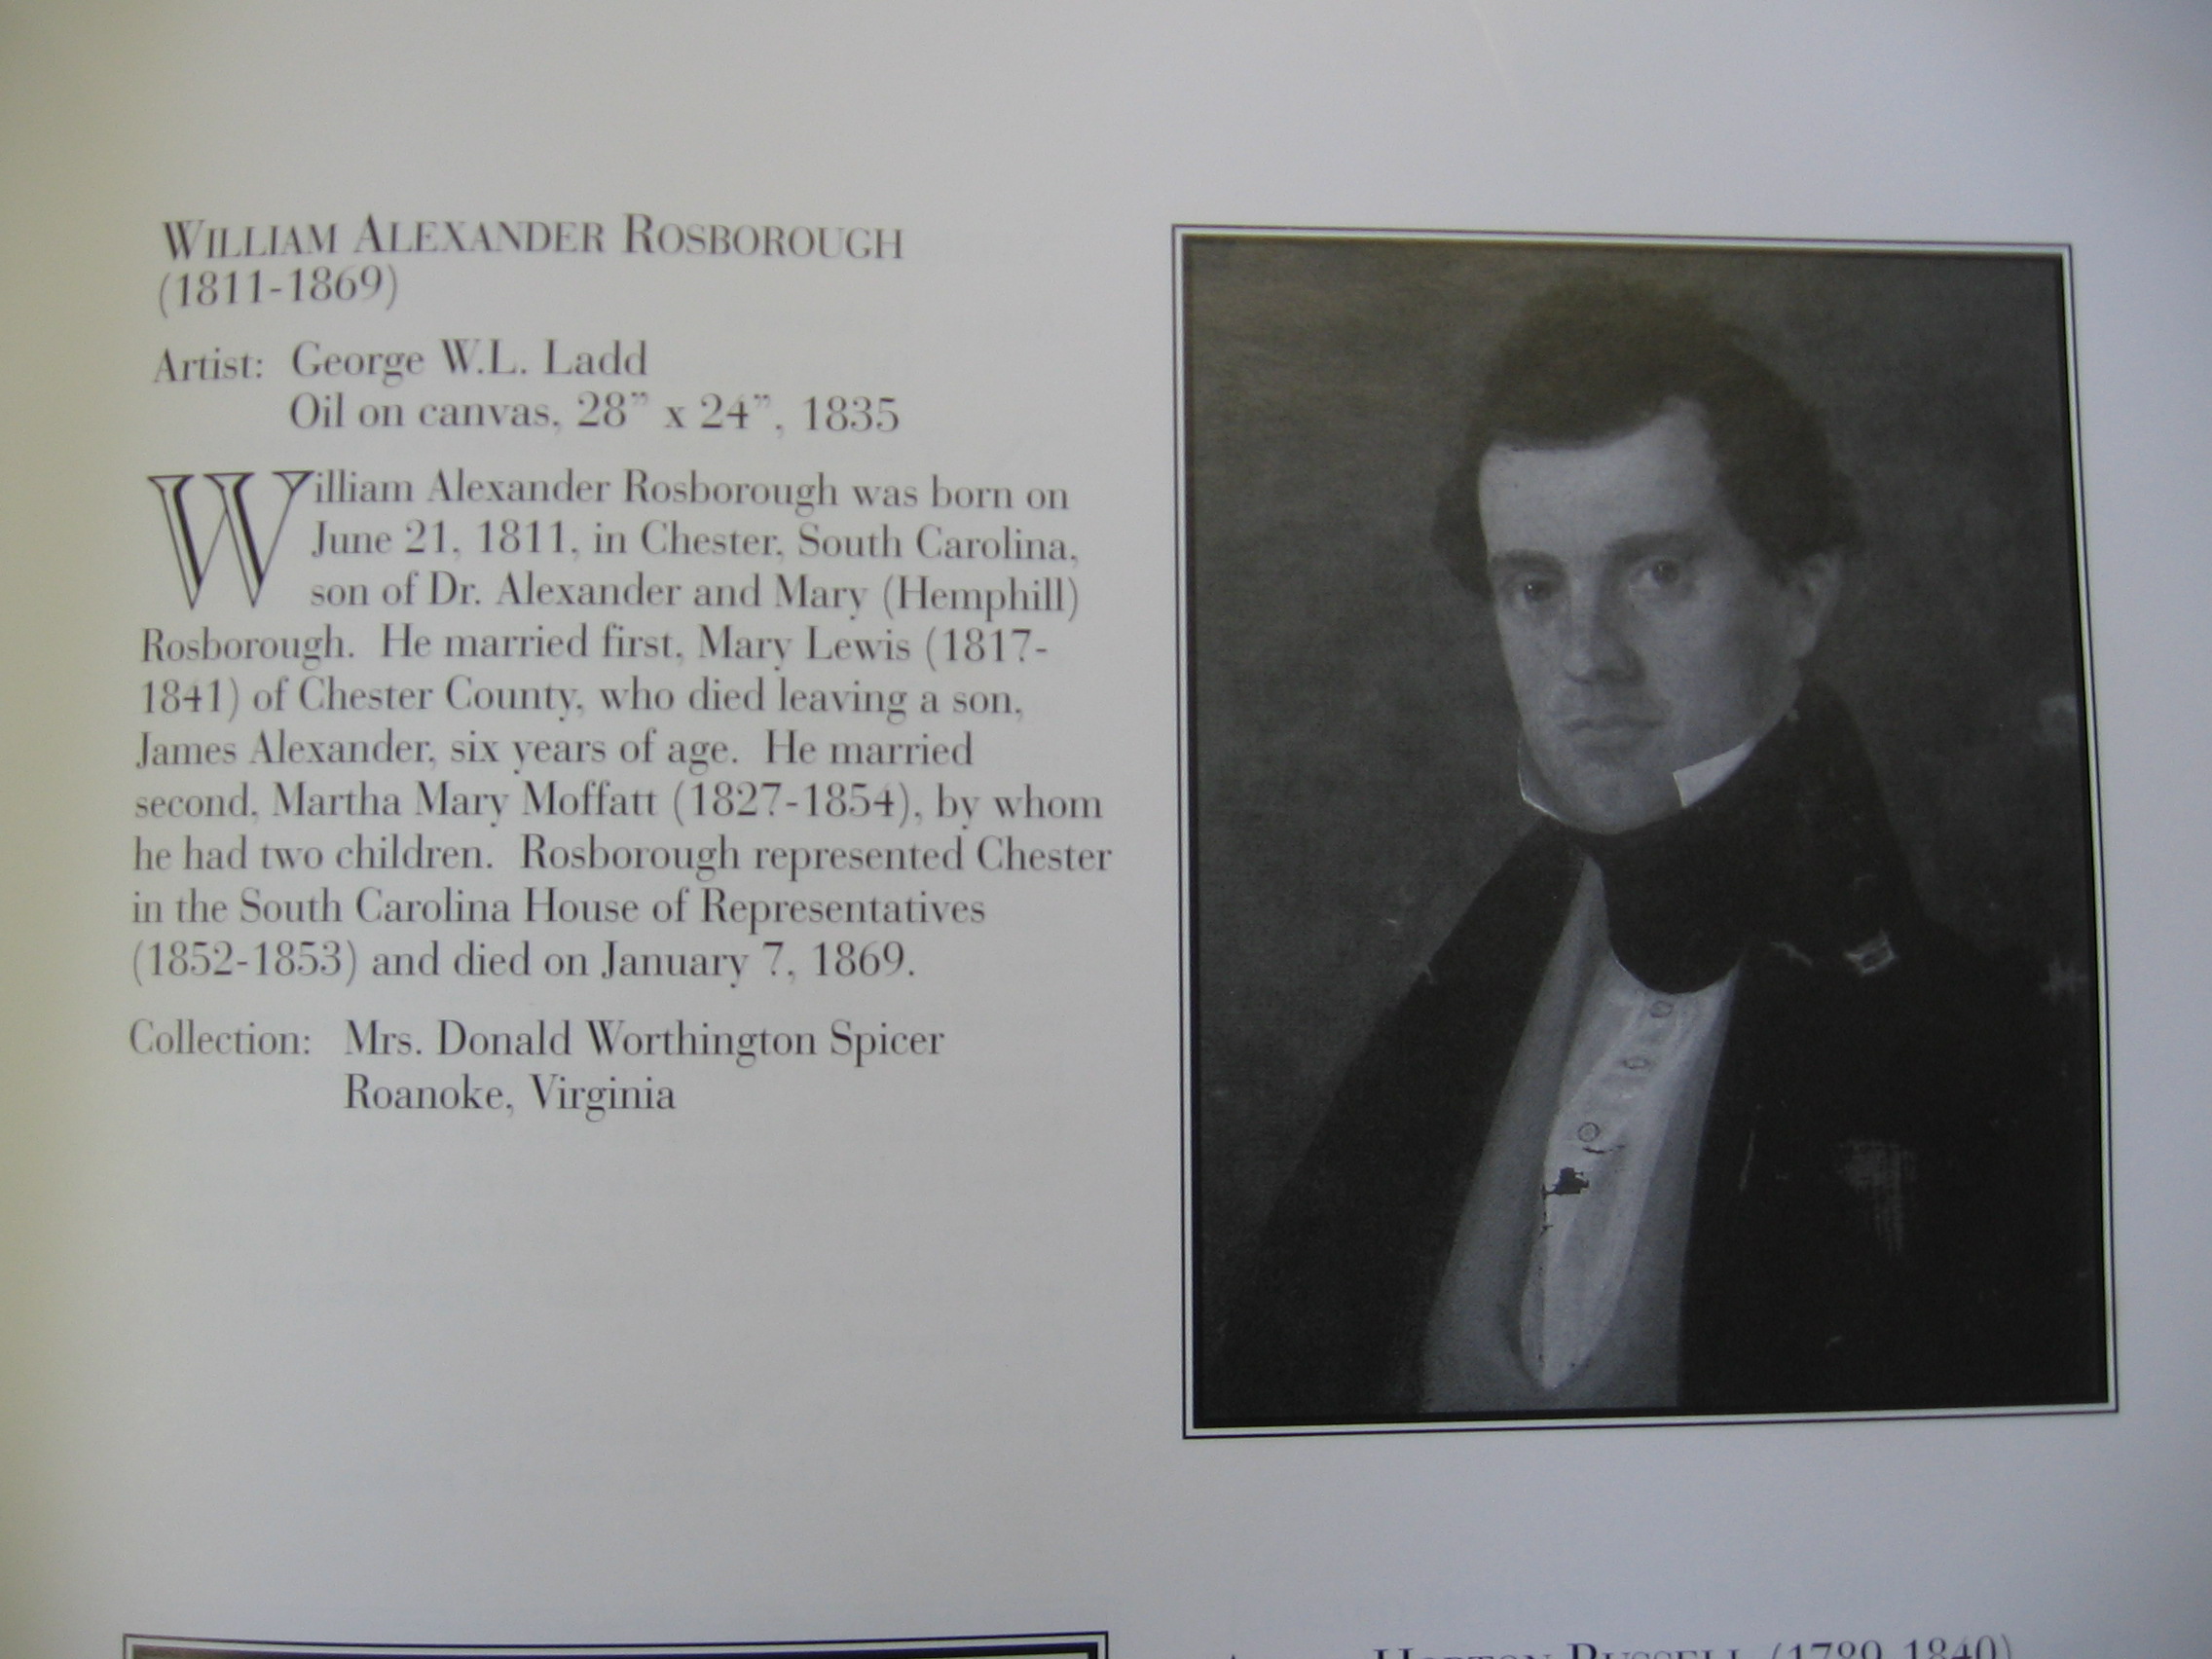 WILLIAM ALEXANDER ROSBOROUGH
(1811-1869)
Artist: George W.L. Ladd
Oil on canvas, 28” x 24”, 1835
William Alexander Rosborough was born on
June 21, 1811, in Chester, South Carolina,
son of Dr. Alexander and Mary (Hemphill)
Rosborough. He married first, Mary Lewis (1817-
1841) of Chester County, who died leaving a son,
James Alexander, six years of age. He married
second, Martha Mary Moffatt (1827-1854), by whom
he had two children. Rosborough represented Chester
in the South Carolina House of Representatives
(1852-1853) and died on January 7, 1869.
Collection: Mrs. Donald Worthington Spicer
Roanoke, Virginia
RUSSELL (1789-1840)